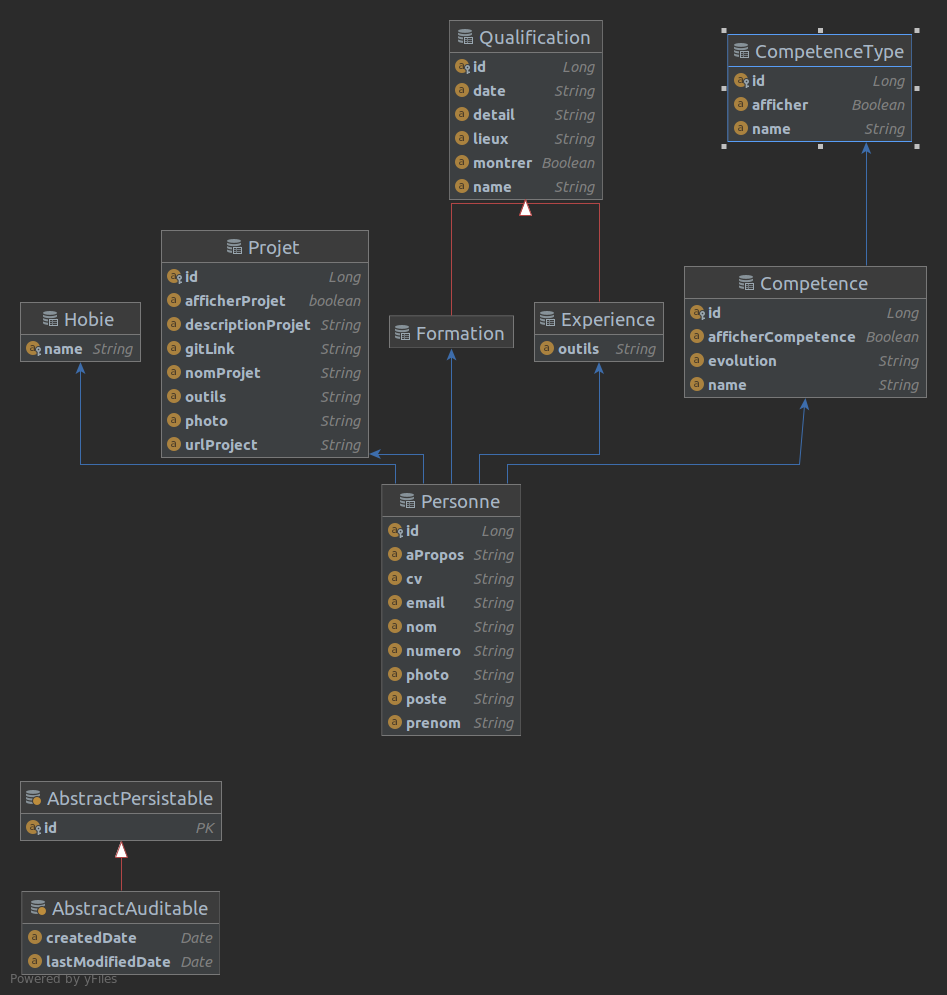 Qualification
id Long
date String
detail String
lieux String
montrer Boolean
name String
CompetenceType
id Long
afficher Boolean
name String
Projet
id Long
afficherProjet boolean
descriptionProjet String
gitLink String
nomProjet String
outils String
photo String
urlProject String
Hobie
name String
Formation
Experience
outils String
Competence
id Long
afficherCompetence Boolean
evolution String
name String
Personne
id Long
aPropos String
cv String
email String
nom String
numero String
photo String
poste String
prenom String
AbstractPersistable
id PK
AbstractAuditable
createdDate Date
lastModifiedDate Date
Powered by yFiles